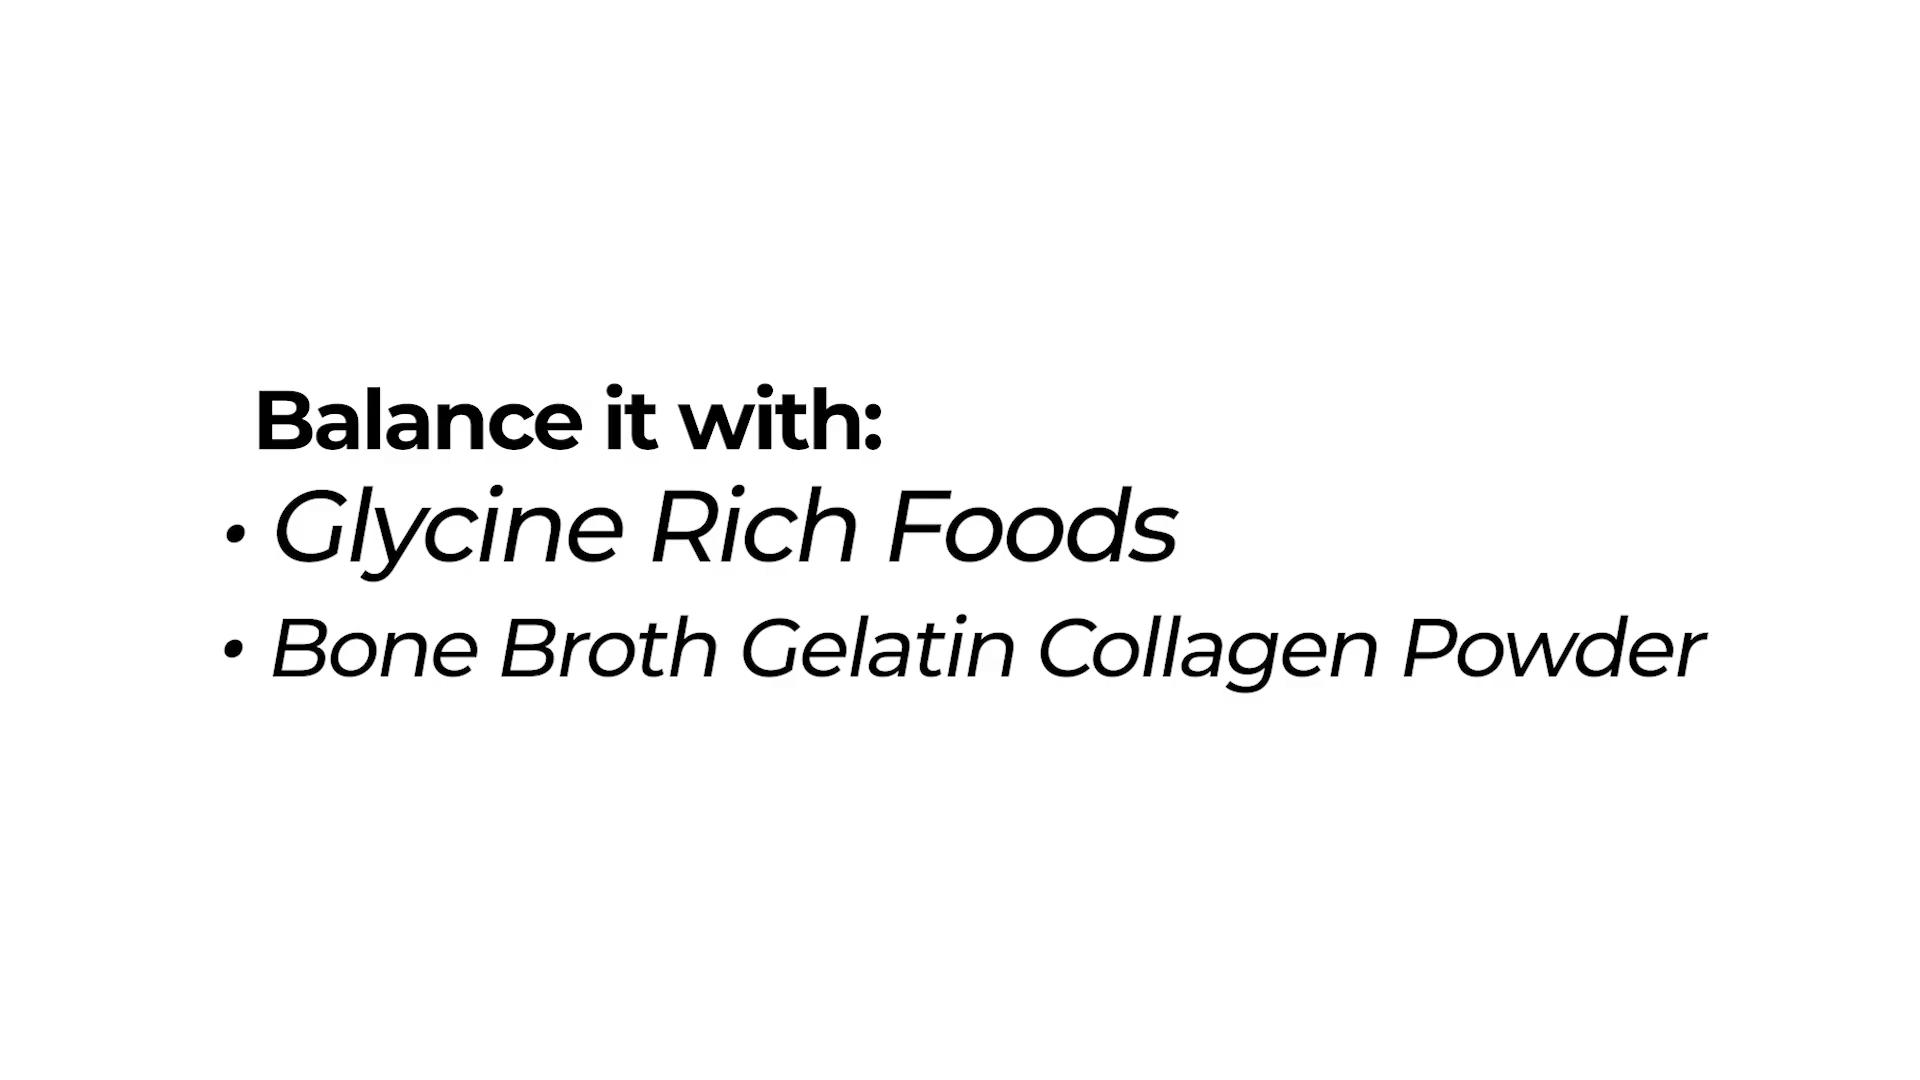 Balance it with:
• Glycine Rich Foods
• Bone Broth Gelatin Collagen Powder